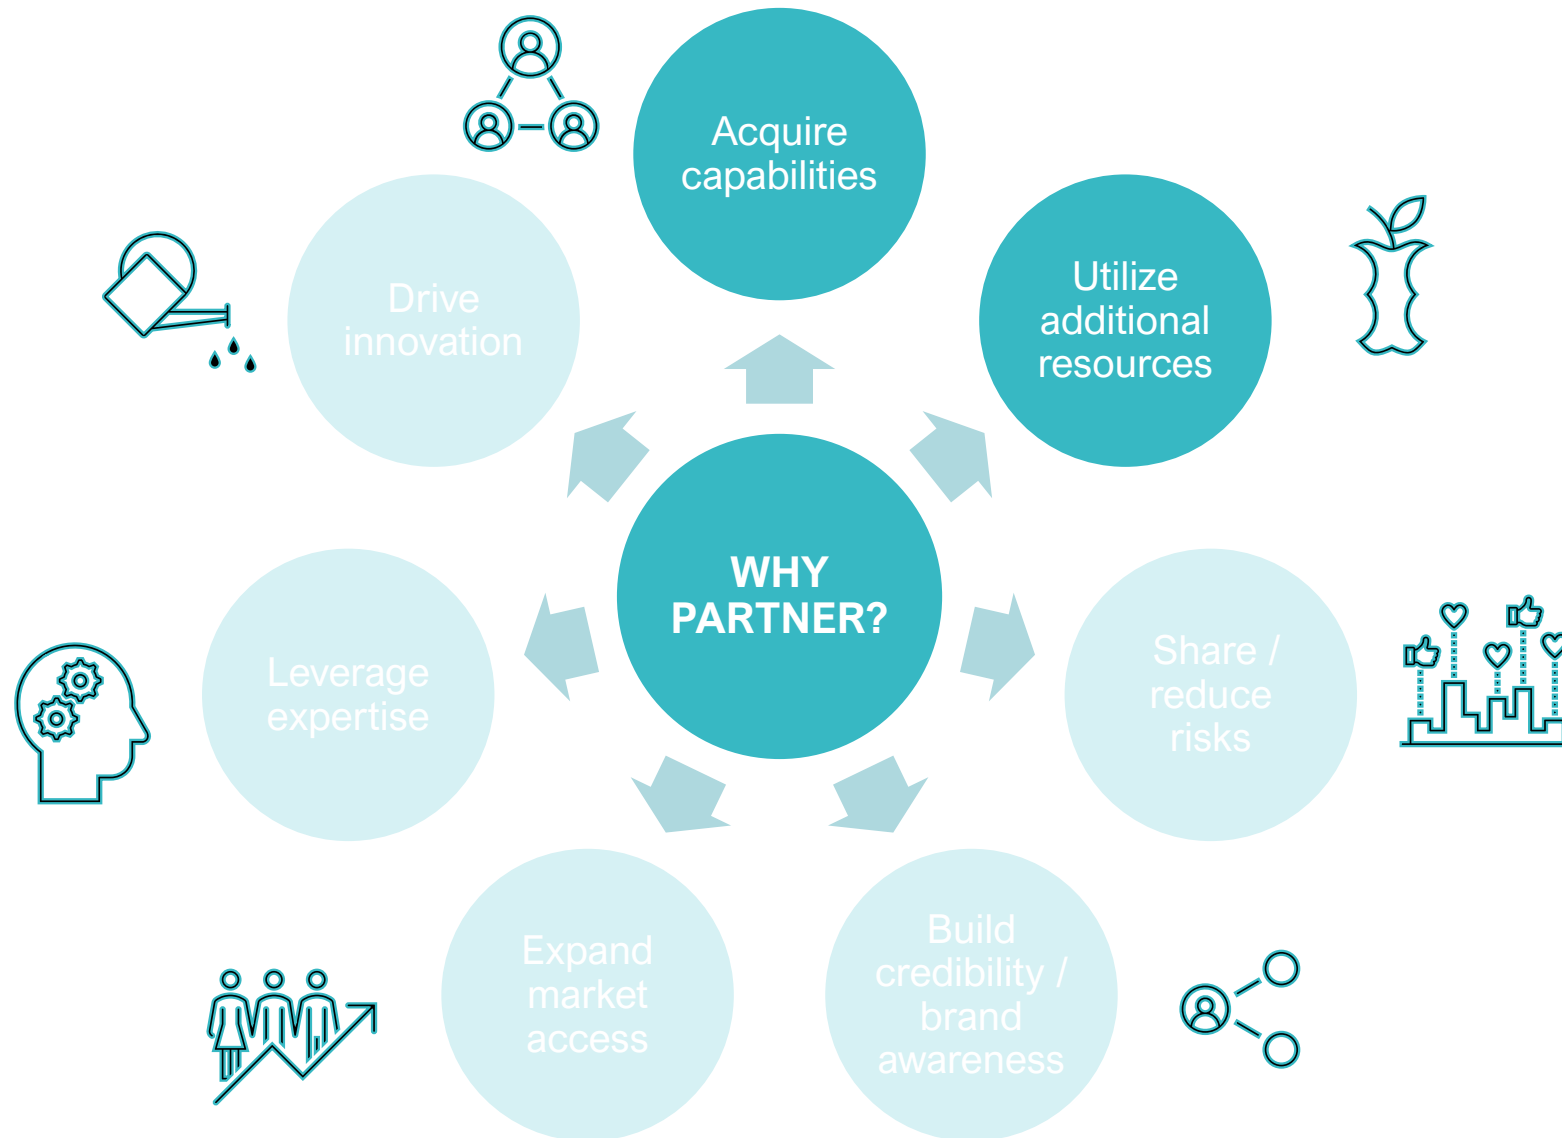 Acquire
capabilities
Utilize
additional
resources
Share /
reduce
risks
Build
credibility /
brand
awareness
Expand
market
access
Leverage
expertise
Drive
innovation
WHY
PARTNER?